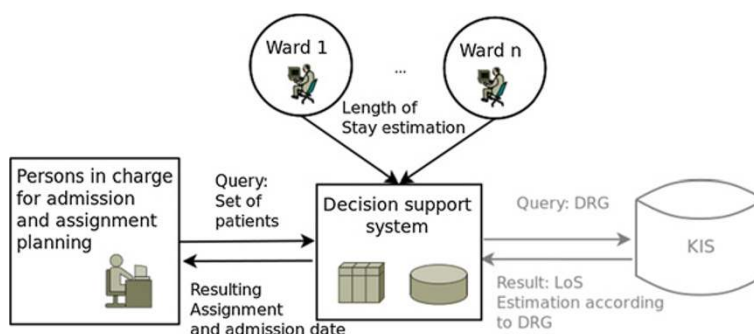 Ward 1
...
Ward n
Length of
Stay estimation
Persons in charge
for admission
and assignment
planning
Query:
Set of
patients
Resulting
Assignment
and admission date
Decision support
system
Query: DRG
Result: LoS
Estimation according
to DRG
KIS